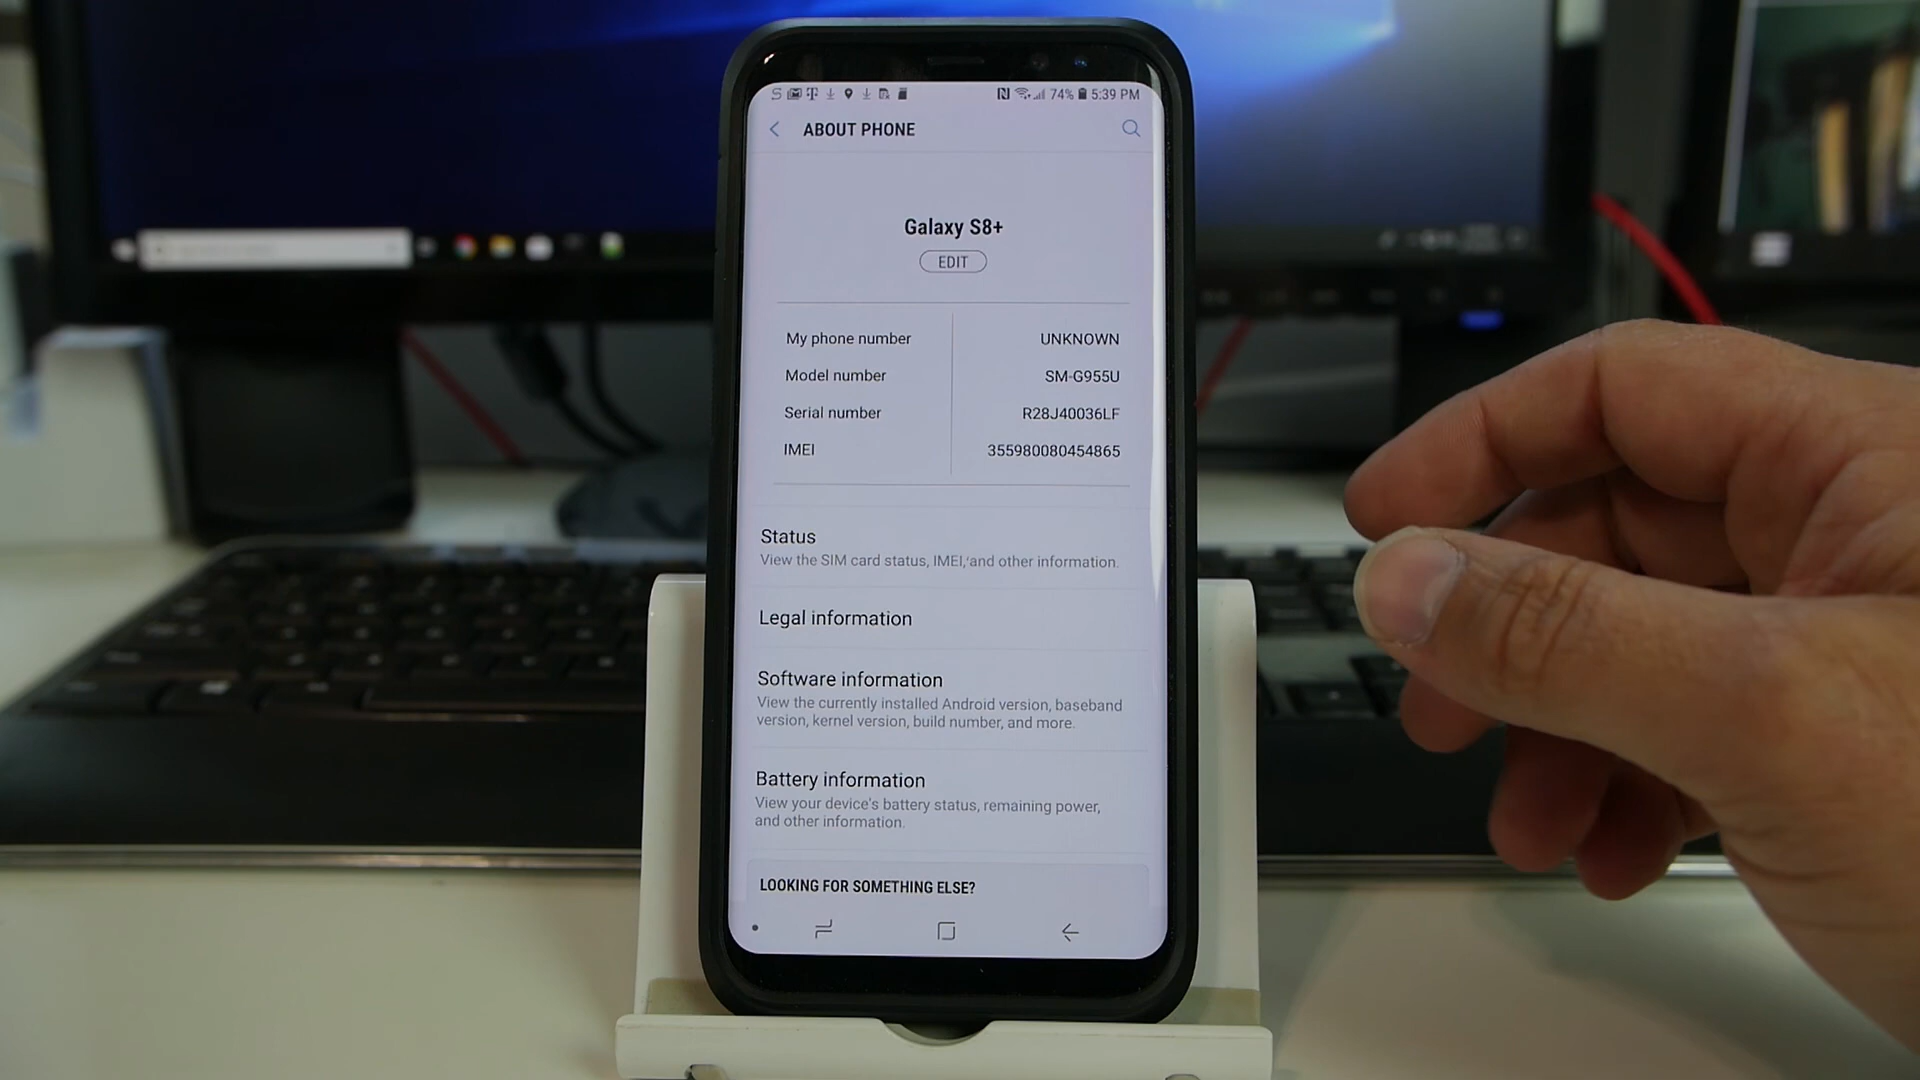 74% 5:39 PM
ABOUT PHONE
Galaxy S8+
EDIT
My phone number UNKNOWN
Model number SM-G955U
Serial number R28J40036LF
IMEI 355980080454865
Status
View the SIM card status, IMEI, and other information.
Legal information
Software information
View the currently installed Android version, baseband
version, kernel version, build number, and more.
Battery information
View your device's battery status, remaining power,
and other information.
LOOKING FOR SOMETHING ELSE?